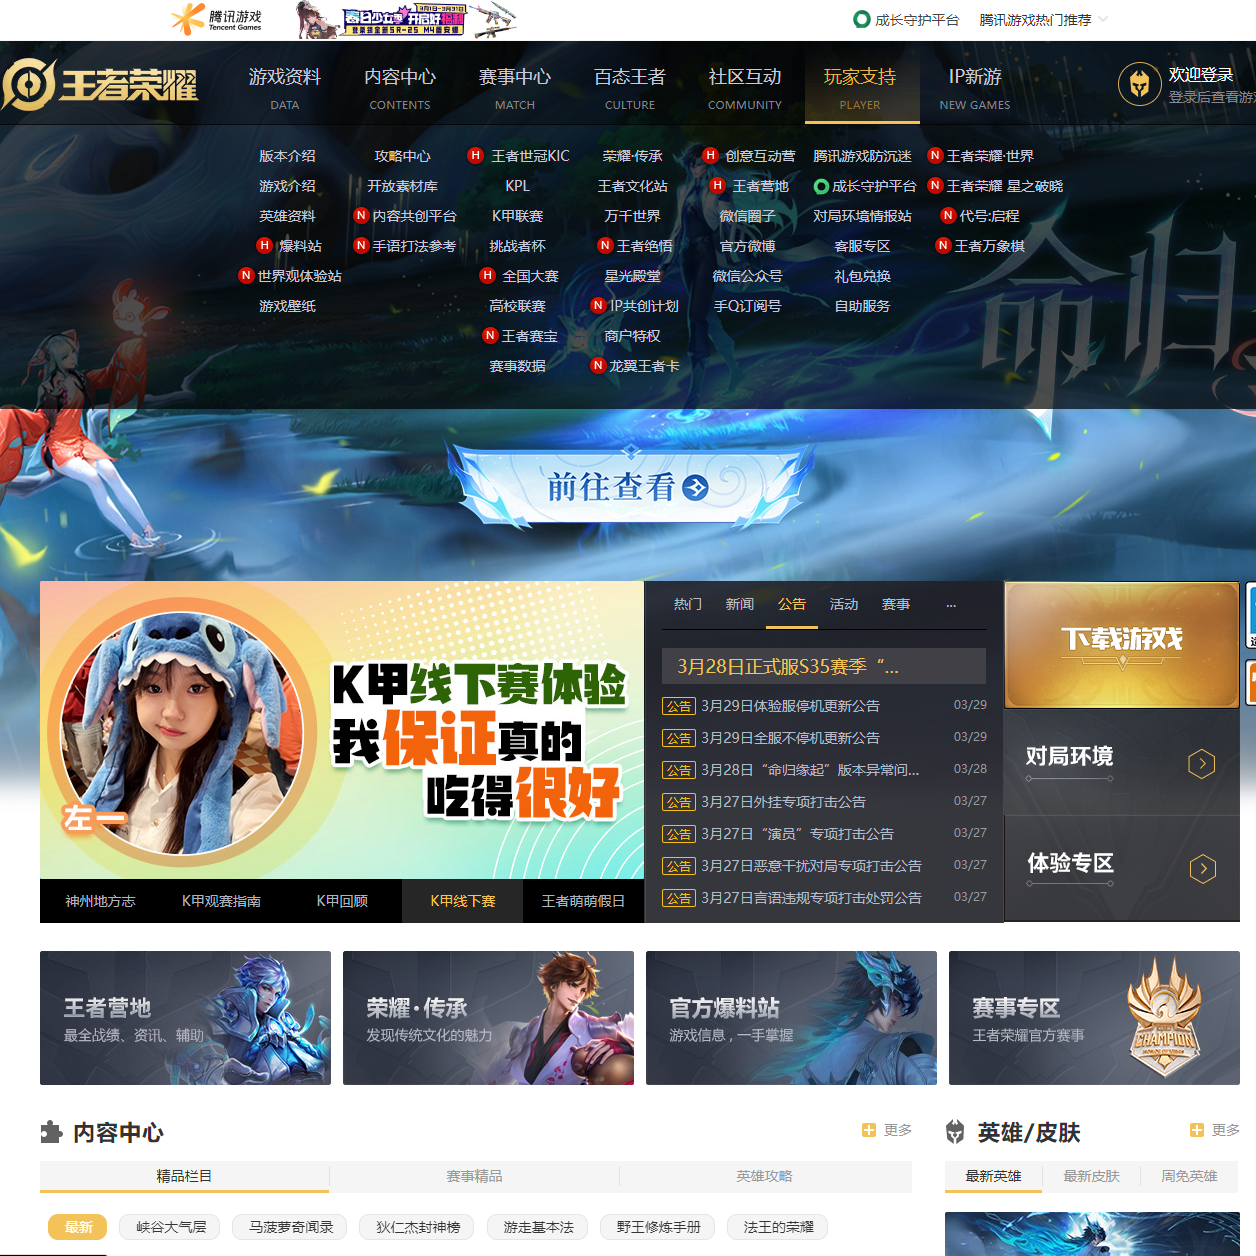 腾讯游戏
Tencent Games
3月1日-3月31日
春日少女祭 开启好福利
登录领全新SR-25 M4雷安娜
成长守护平台
腾讯游戏热门推荐
王者荣耀
游戏资料
内容中心
赛事中心
百态王者
社区互动
玩家支持
IP新游
DATA
CONTENTS
MATCH
CULTURE
COMMUNITY
PLAYER
NEW GAMES
欢迎登录
登录后查看游
版本介绍
攻略中心
H 王者世冠KIC
荣耀·传承
H 创意互动营
腾讯游戏防沉迷
N 王者荣耀·世界
游戏介绍
开放素材库
KPL
王者文化站
H 王者营地
成长守护平台
N 王者荣耀 星之破晓
英雄资料
N 内容共创平台
K甲联赛
万千世界
微信圈子
对局环境情报站
N 代号:启程
H 爆料站
N 手语打法参考
挑战者杯
N 王者绝悟
官方微博
客服专区
N 王者万象棋
N 世界观体验站
H 全国大赛
星光殿堂
微信公众号
礼包兑换
游戏壁纸
高校联赛
N IP共创计划
手Q订阅号
自助服务
N 王者赛宝
商户特权
赛事数据
N 龙翼王者卡
命归
前往查看
K甲线下赛体验
我保证真的
吃得很好
左一
神州地方志
K甲观赛指南
K甲回顾
K甲线下赛
王者萌萌假日
热门
新闻
公告
活动
赛事
...
3月28日正式服S35赛季“...
公告 3月29日体验服停机更新公告 03/29
公告 3月29日全服不停机更新公告 03/29
公告 3月28日“命归缘起”版本异常问... 03/28
公告 3月27日外挂专项打击公告 03/27
公告 3月27日“演员”专项打击公告 03/27
公告 3月27日恶意干扰对局专项打击公告 03/27
公告 3月27日言语违规专项打击处罚公告 03/27
下载游戏
对局环境
体验专区
王者营地
最全战绩、资讯、辅助
荣耀·传承
发现传统文化的魅力
官方爆料站
游戏信息，一手掌握
赛事专区
王者荣耀官方赛事
CHAMPION
内容中心
更多
英雄/皮肤
更多
精品栏目
赛事精品
英雄攻略
最新英雄
最新皮肤
周免英雄
最新
峡谷大气层
马菠萝奇闻录
狄仁杰封神榜
游走基本法
野王修炼手册
法王的荣耀